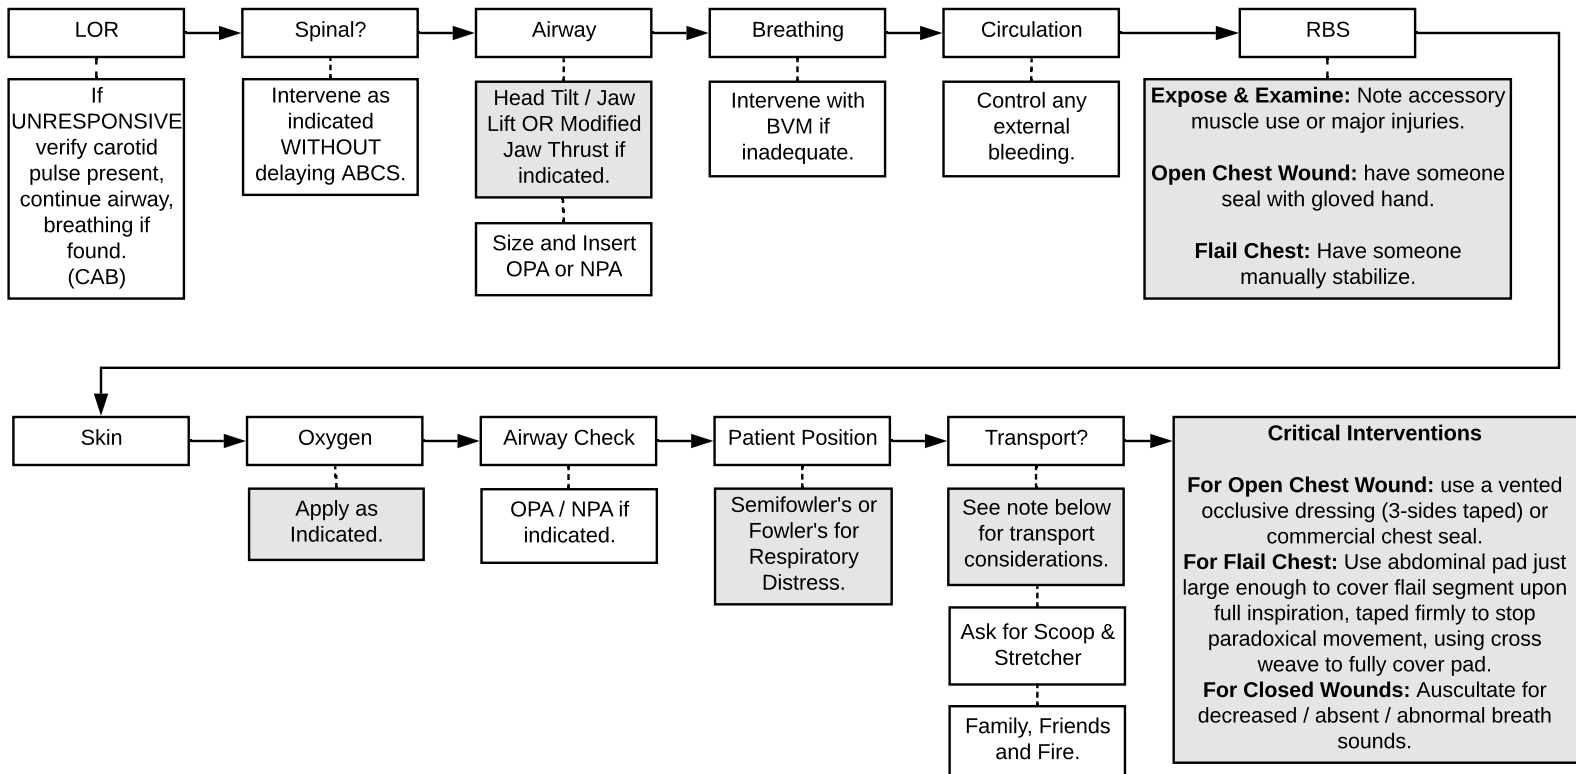 LOR
Spinal?
Airway
Breathing
Circulation
RBS
If
UNRESPONSIVE
verify carotid
pulse present,
continue airway,
breathing if
found.
(CAB)
Intervene as
indicated
WITHOUT
delaying ABCS.
Head Tilt / Jaw
Lift OR Modified
Jaw Thrust if
indicated.
Size and Insert
OPA or NPA
Intervene with
BVM if
inadequate.
Control any
external
bleeding.
Expose & Examine: Note accessory
muscle use or major injuries.
Open Chest Wound: have someone
seal with gloved hand.
Flail Chest: Have someone
manually stabilize.
Skin
Oxygen
Airway Check
Patient Position
Transport?
Apply as
Indicated.
OPA / NPA if
indicated.
Semifowler's or
Fowler's for
Respiratory
Distress.
See note below
for transport
considerations.
Ask for Scoop &
Stretcher
Family, Friends
and Fire.
Critical Interventions
For Open Chest Wound: use a vented
occlusive dressing (3-sides taped) or
commercial chest seal.
For Flail Chest: Use abdominal pad just
large enough to cover flail segment upon
full inspiration, taped firmly to stop
paradoxical movement, using cross
weave to fully cover pad.
For Closed Wounds: Auscultate for
decreased / absent / abnormal breath
sounds.